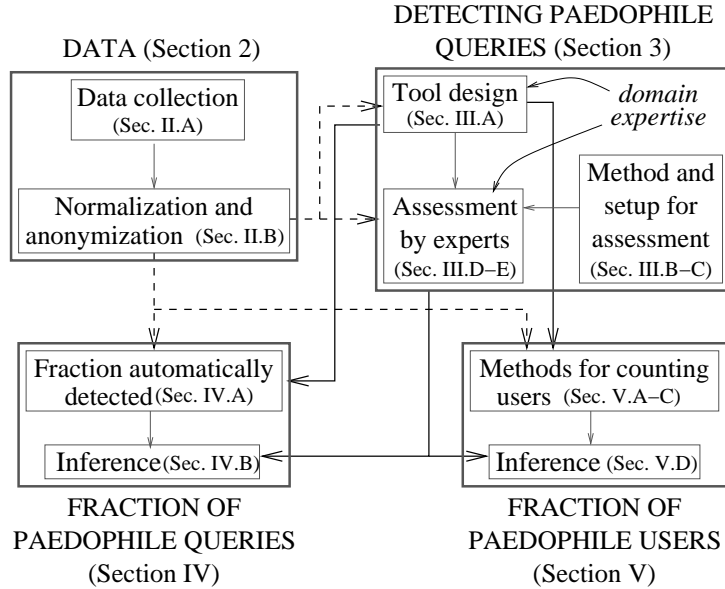 DETECTING PAEDOPHILE
QUERIES (Section 3)
DATA (Section 2)
Data collection
(Sec. II.A)
Normalization and
anonymization (Sec. II.B)
Tool design
(Sec. III.A)
domain
expertise
Assessment
by experts
(Sec. III.D–E)
Method and
setup for
assessment
(Sec. III.B–C)
Fraction automatically
detected (Sec. IV.A)
Inference (Sec. IV.B)
FRACTION OF
PAEDOPHILE QUERIES
(Section IV)
Methods for counting
users (Sec. V.A–C)
Inference (Sec. V.D)
FRACTION OF
PAEDOPHILE USERS
(Section V)